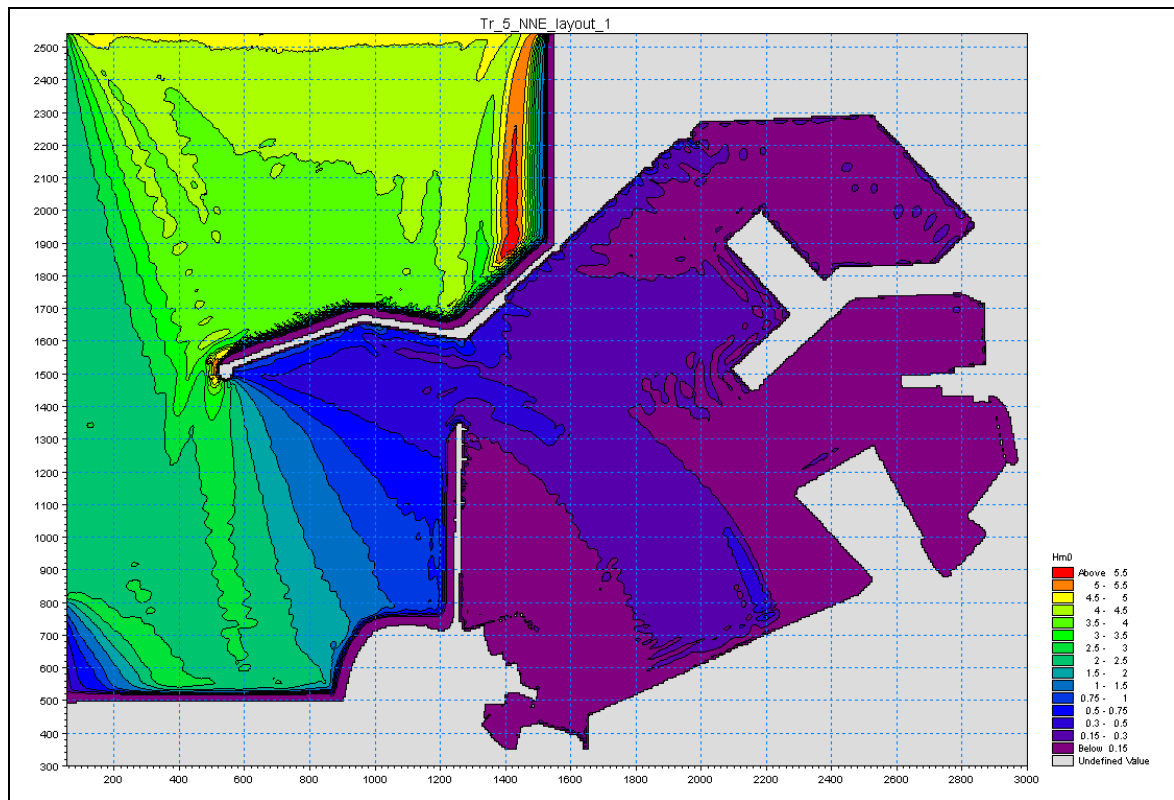 Tr_5_NNE_layout_1
2500
2400
2300
2200
2100
2000
1900
1800
1700
1600
1500
1400
1300
1200
1100
1000
900
800
700
600
500
400
300
200 400 600 800 1000 1200 1400 1600 1800 2000 2200 2400 2600 2800 3000
Hm0
Above 5.5
5 - 5.5
4.5 - 5
4 - 4.5
3.5 - 4
3 - 3.5
2.5 - 3
2 - 2.5
1.5 - 2
1 - 1.5
0.75 - 1
0.5 - 0.75
0.3 - 0.5
0.15 - 0.3
Below 0.15
Undefined Value